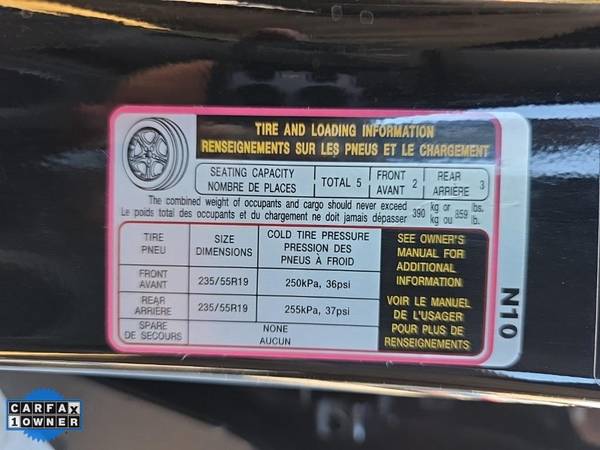 TIRE AND LOADING INFORMATION
RENSEIGNEMENTS SUR LES PNEUS ET LE CHARGEMENT
SEATING CAPACITY
NOMBRE DE PLACES
TOTAL 5
FRONT
AVANT 2
REAR
ARRIÈRE 3
The combined weight of occupants and cargo should never exceed 390 kg or 859 lbs.
Le poids total des occupants et du chargement ne doit jamais dépasser 390 kg ou 859 lb.
TIRE
PNEU
SIZE
DIMENSIONS
COLD TIRE PRESSURE
PRESSION DES
PNEUS À FROID
FRONT
AVANT
235/55R19
250kPa, 36psi
REAR
ARRIÈRE
235/55R19
255kPa, 37psi
SPARE
DE SECOURS
NONE
AUCUN
SEE OWNER'S
MANUAL FOR
ADDITIONAL
INFORMATION
VOIR LE MANUEL
DE L'USAGER
POUR PLUS DE
RENSEIGNEMENTS
N10
CARFAX
1 OWNER